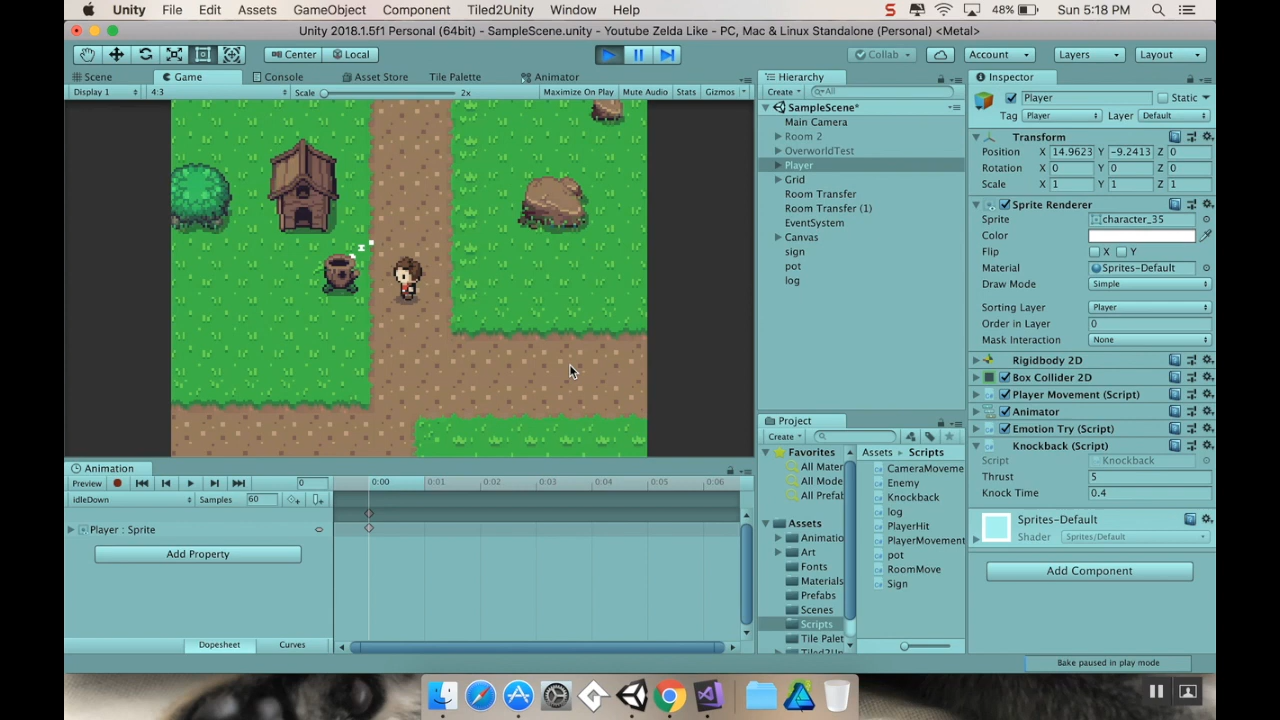 Unity File Edit Assets GameObject Component Tiled2Unity Window Help 48% Sun 5:18 PM
Unity 2018.1.5f1 Personal (64bit) - SampleScene.unity - Youtube Zelda Like - PC, Mac & Linux Standalone (Personal) <Metal>
Center Local Collab Account Layers Layout
Scene Game Console Asset Store Tile Palette Animator
Display 1 4:3 Scale 2x Maximize On Play Mute Audio Stats Gizmos
Hierarchy
Create All
SampleScene*
Main Camera
Room 2
OverworldTest
Player
Grid
Room Transfer
Room Transfer (1)
EventSystem
Canvas
sign
pot
log
Inspector
Player Static
Tag Player Layer Default
Transform
Position X 14.9623 Y -9.2413 Z 0
Rotation X 0 Y 0 Z 0
Scale X 1 Y 1 Z 1
Sprite Renderer
Sprite character_35
Color
Flip X Y
Material Sprites-Default
Draw Mode Simple
Sorting Layer Player
Order in Layer 0
Mask Interaction None
Rigidbody 2D
Box Collider 2D
Player Movement (Script)
Animator
Emotion Try (Script)
Knockback (Script)
Script Knockback
Thrust 5
Knock Time 0.4
Sprites-Default
Shader Sprites/Default
Add Component
Project
Create
Favorites
All Mater
All Mode
All Prefab
Assets
Animatio
Art
Fonts
Materials
Prefabs
Scenes
Scripts
Tile Palet
Tiled2Un
Assets Scripts
CameraMoveme
Enemy
Knockback
log
PlayerHit
PlayerMovement
pot
RoomMove
Sign
Animation
Preview 0 0:00 0:01 0:02 0:03 0:04 0:05 0:06
idleDown Samples 60
Player : Sprite
Add Property
Dopesheet Curves
Bake paused in play mode